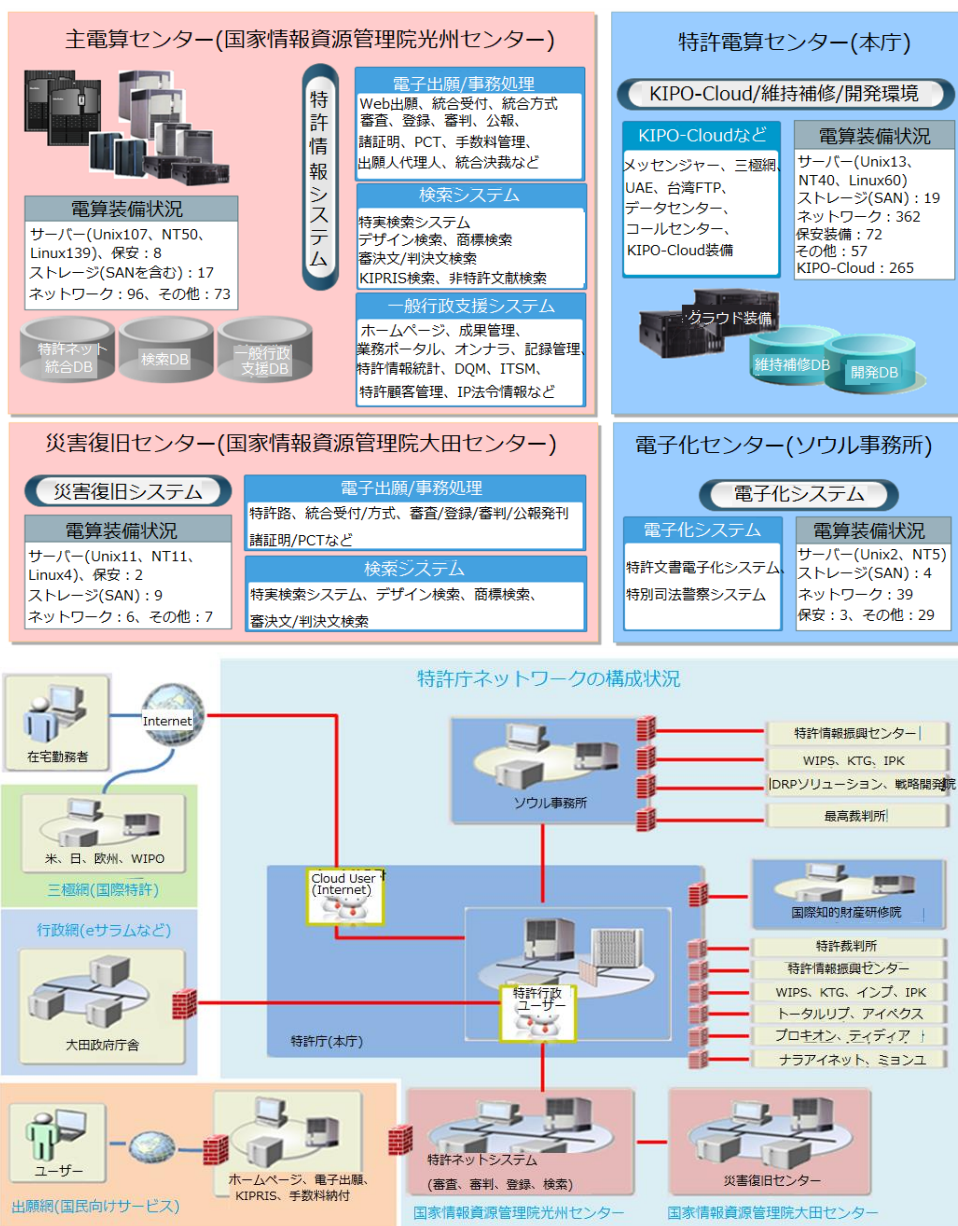 主電算センター(国家情報資源管理院光州センター)
特許情報システム
電子出願/事務処理
Web出願、統合受付、統合方式
審査、登録、審判、公報、
諸証明、PCT、手数料管理、
出願人代理人、統合決裁など
検索システム
特実検索システム
デザイン検索、商標検索
審決文/判決文検索
KIPRIS検索、非特許文献検索
一般行政支援システム
ホームページ、成果管理、
業務ポータル、オンナラ、記録管理、
特許情報統計、DQM、ITSM、
特許顧客管理、IP法令情報など
電算装備状況
サーバー(Unix107、NT50、
Linux139)、保安:8
ストレージ(SANを含む):17
ネットワーク:96、その他:73
特許ネット
統合DB
検索DB
一般行政
支援DB
特許電算センター(本庁)
KIPO-Cloud/維持補修/開発環境
KIPO-Cloudなど
メッセンジャー、三極網、
UAE、台湾FTP、
データセンター、
コールセンター、
KIPO-Cloud装備
電算装備状況
サーバー(Unix13、
NT40、Linux60)
ストレージ(SAN):19
ネットワーク:362
保安装備:72
その他:57
KIPO-Cloud:265
クラウド装備
維持補修DB
開発DB
災害復旧センター(国家情報資源管理院大田センター)
災害復旧システム
電算装備状況
サーバー(Unix11、NT11、
Linux4)、保安:2
ストレージ(SAN):9
ネットワーク:6、その他:7
電子出願/事務処理
特許路、統合受付/方式、審査/登録/審判/公報発刊
諸証明/PCTなど
検索システム
特実検索システム、デザイン検索、商標検索、
審決文/判決文検索
電子化センター(ソウル事務所)
電子化システム
電子化システム
特許文書電子化システム、
特別司法警察システム
電算装備状況
サーバー(Unix2、NT5)
ストレージ(SAN):4
ネットワーク:39
保安:3、その他:29
特許庁ネットワークの構成状況
在宅勤務者
Internet
米、日、欧州、WIPO
三極網(国際特許)
行政網(eサラムなど)
大田政府庁舎
ソウル事務所
特許情報振興センター
WIPS、KTG、IPK
IDRPソリューション、戦略開発院
最高裁判所
Cloud User
(Internet)
特許行政
ユーザー
特許庁(本庁)
国際知的財産研修院
特許裁判所
特許情報振興センター
WIPS、KTG、インプ、IPK
トータルリプ、アイペクス
プロキオン、ティディア
ナラアイネット、ミョンユ
ユーザー
ホームページ、電子出願、
KIPRIS、手数料納付
出願網(国民向けサービス)
特許ネットシステム
(審査、審判、登録、検索)
国家情報資源管理院光州センター
災害復旧センター
国家情報資源管理院大田センター